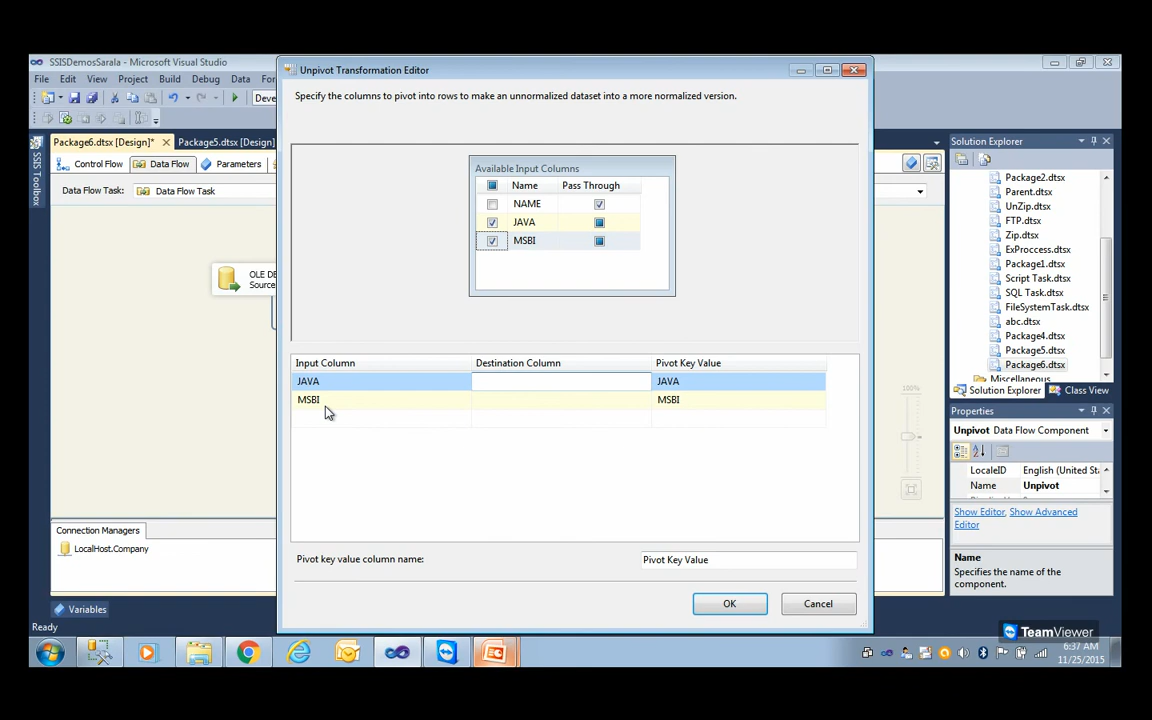 SSISDemosSarala - Microsoft Visual Studio
File Edit View Project Build Debug Data
Package6.dtsx [Design]* Package5.dtsx [Design]
Control Flow Data Flow Parameters
Data Flow Task: Data Flow Task
SSIS Toolbox
OLE DB
Source
Unpivot Transformation Editor
Specify the columns to pivot into rows to make an unnormalized dataset into a more normalized version.
Available Input Columns
Name Pass Through
NAME
JAVA
MSBI
Input Column Destination Column Pivot Key Value
JAVA JAVA
MSBI MSBI
Pivot key value column name: Pivot Key Value
OK Cancel
100%
Solution Explorer
Package2.dtsx
Parent.dtsx
UnZip.dtsx
FTP.dtsx
Zip.dtsx
ExProccess.dtsx
Package1.dtsx
Script Task.dtsx
SQL Task.dtsx
FileSystemTask.dtsx
abc.dtsx
Package4.dtsx
Package5.dtsx
Package6.dtsx
Miscellaneous
Solution Explorer Class View
Properties
Unpivot Data Flow Component
LocaleID English (United Sta
Name Unpivot
Show Editor, Show Advanced
Editor
Name
Specifies the name of the
component.
Connection Managers
LocalHost.Company
Variables
Ready
TeamViewer
6:37 AM
11/25/2015